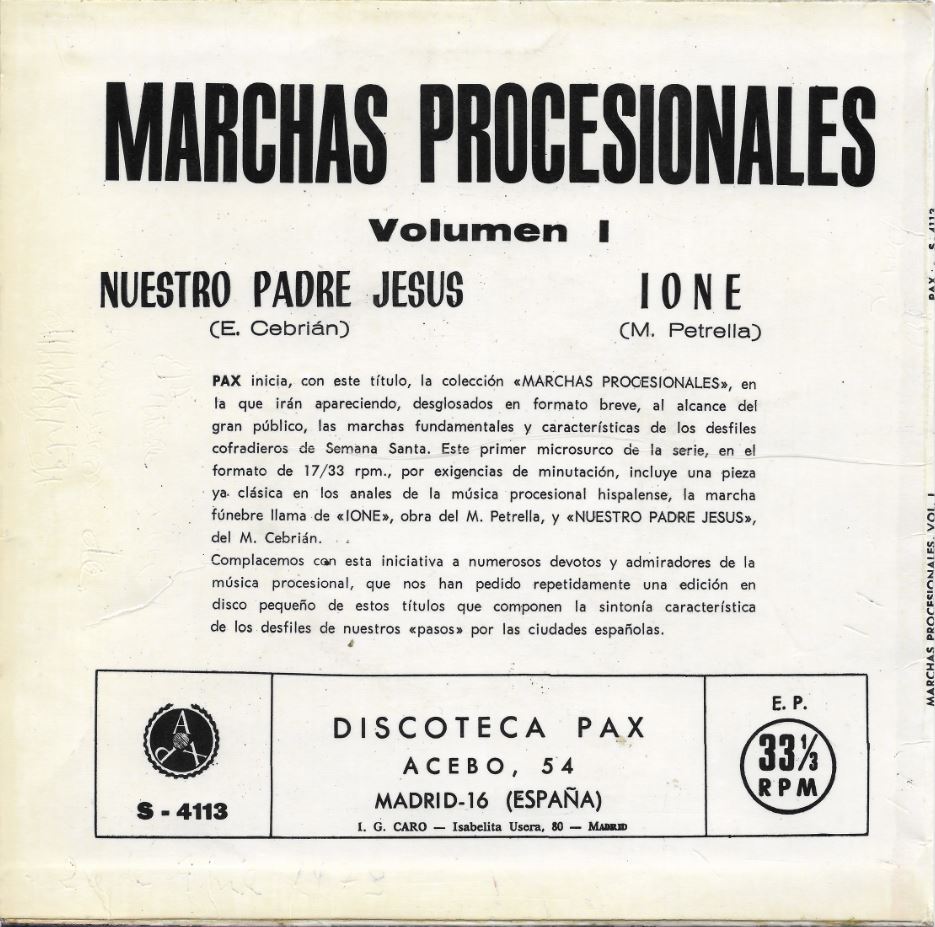 MARCHAS PROCESIONALES
Volumen I
NUESTRO PADRE JESUS
(E. Cebrián)
IONE
(M. Petrella)
PAX inicia, con este título, la colección «MARCHAS PROCESIONALES», en
la que irán apareciendo, desglosados en formato breve, al alcance del
gran público, las marchas fundamentales y características de los desfiles
cofradieros de Semana Santa. Este primer microsurco de la serie, en el
formato de 17/33 rpm., por exigencias de minutación, incluye una pieza
ya clásica en los anales de la música procesional hispalense, la marcha
fúnebre llama de «IONE», obra del M. Petrella, y «NUESTRO PADRE JESUS»,
del M. Cebrián.
Complacemos con esta iniciativa a numerosos devotos y admiradores de la
música procesional, que nos han pedido repetidamente una edición en
disco pequeño de estos títulos que componen la sintonía característica
de los desfiles de nuestros «pasos» por las ciudades españolas.
PAX
S - 4113
DISCOTECA PAX
ACEBO, 54
MADRID-16 (ESPAÑA)
I. G. CARO — Isabelita Usera, 80 — MADRID
E. P.
33 1/3
RPM
MARCHAS PROCESIONALES. VOL. I
PAX - S - 4113